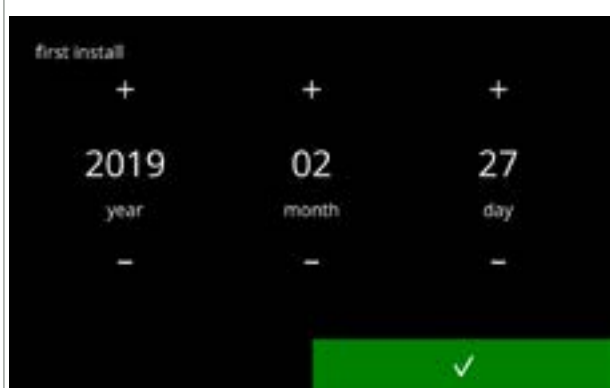 first install
+ + +
2019 02 27
year month day
- - -
✓